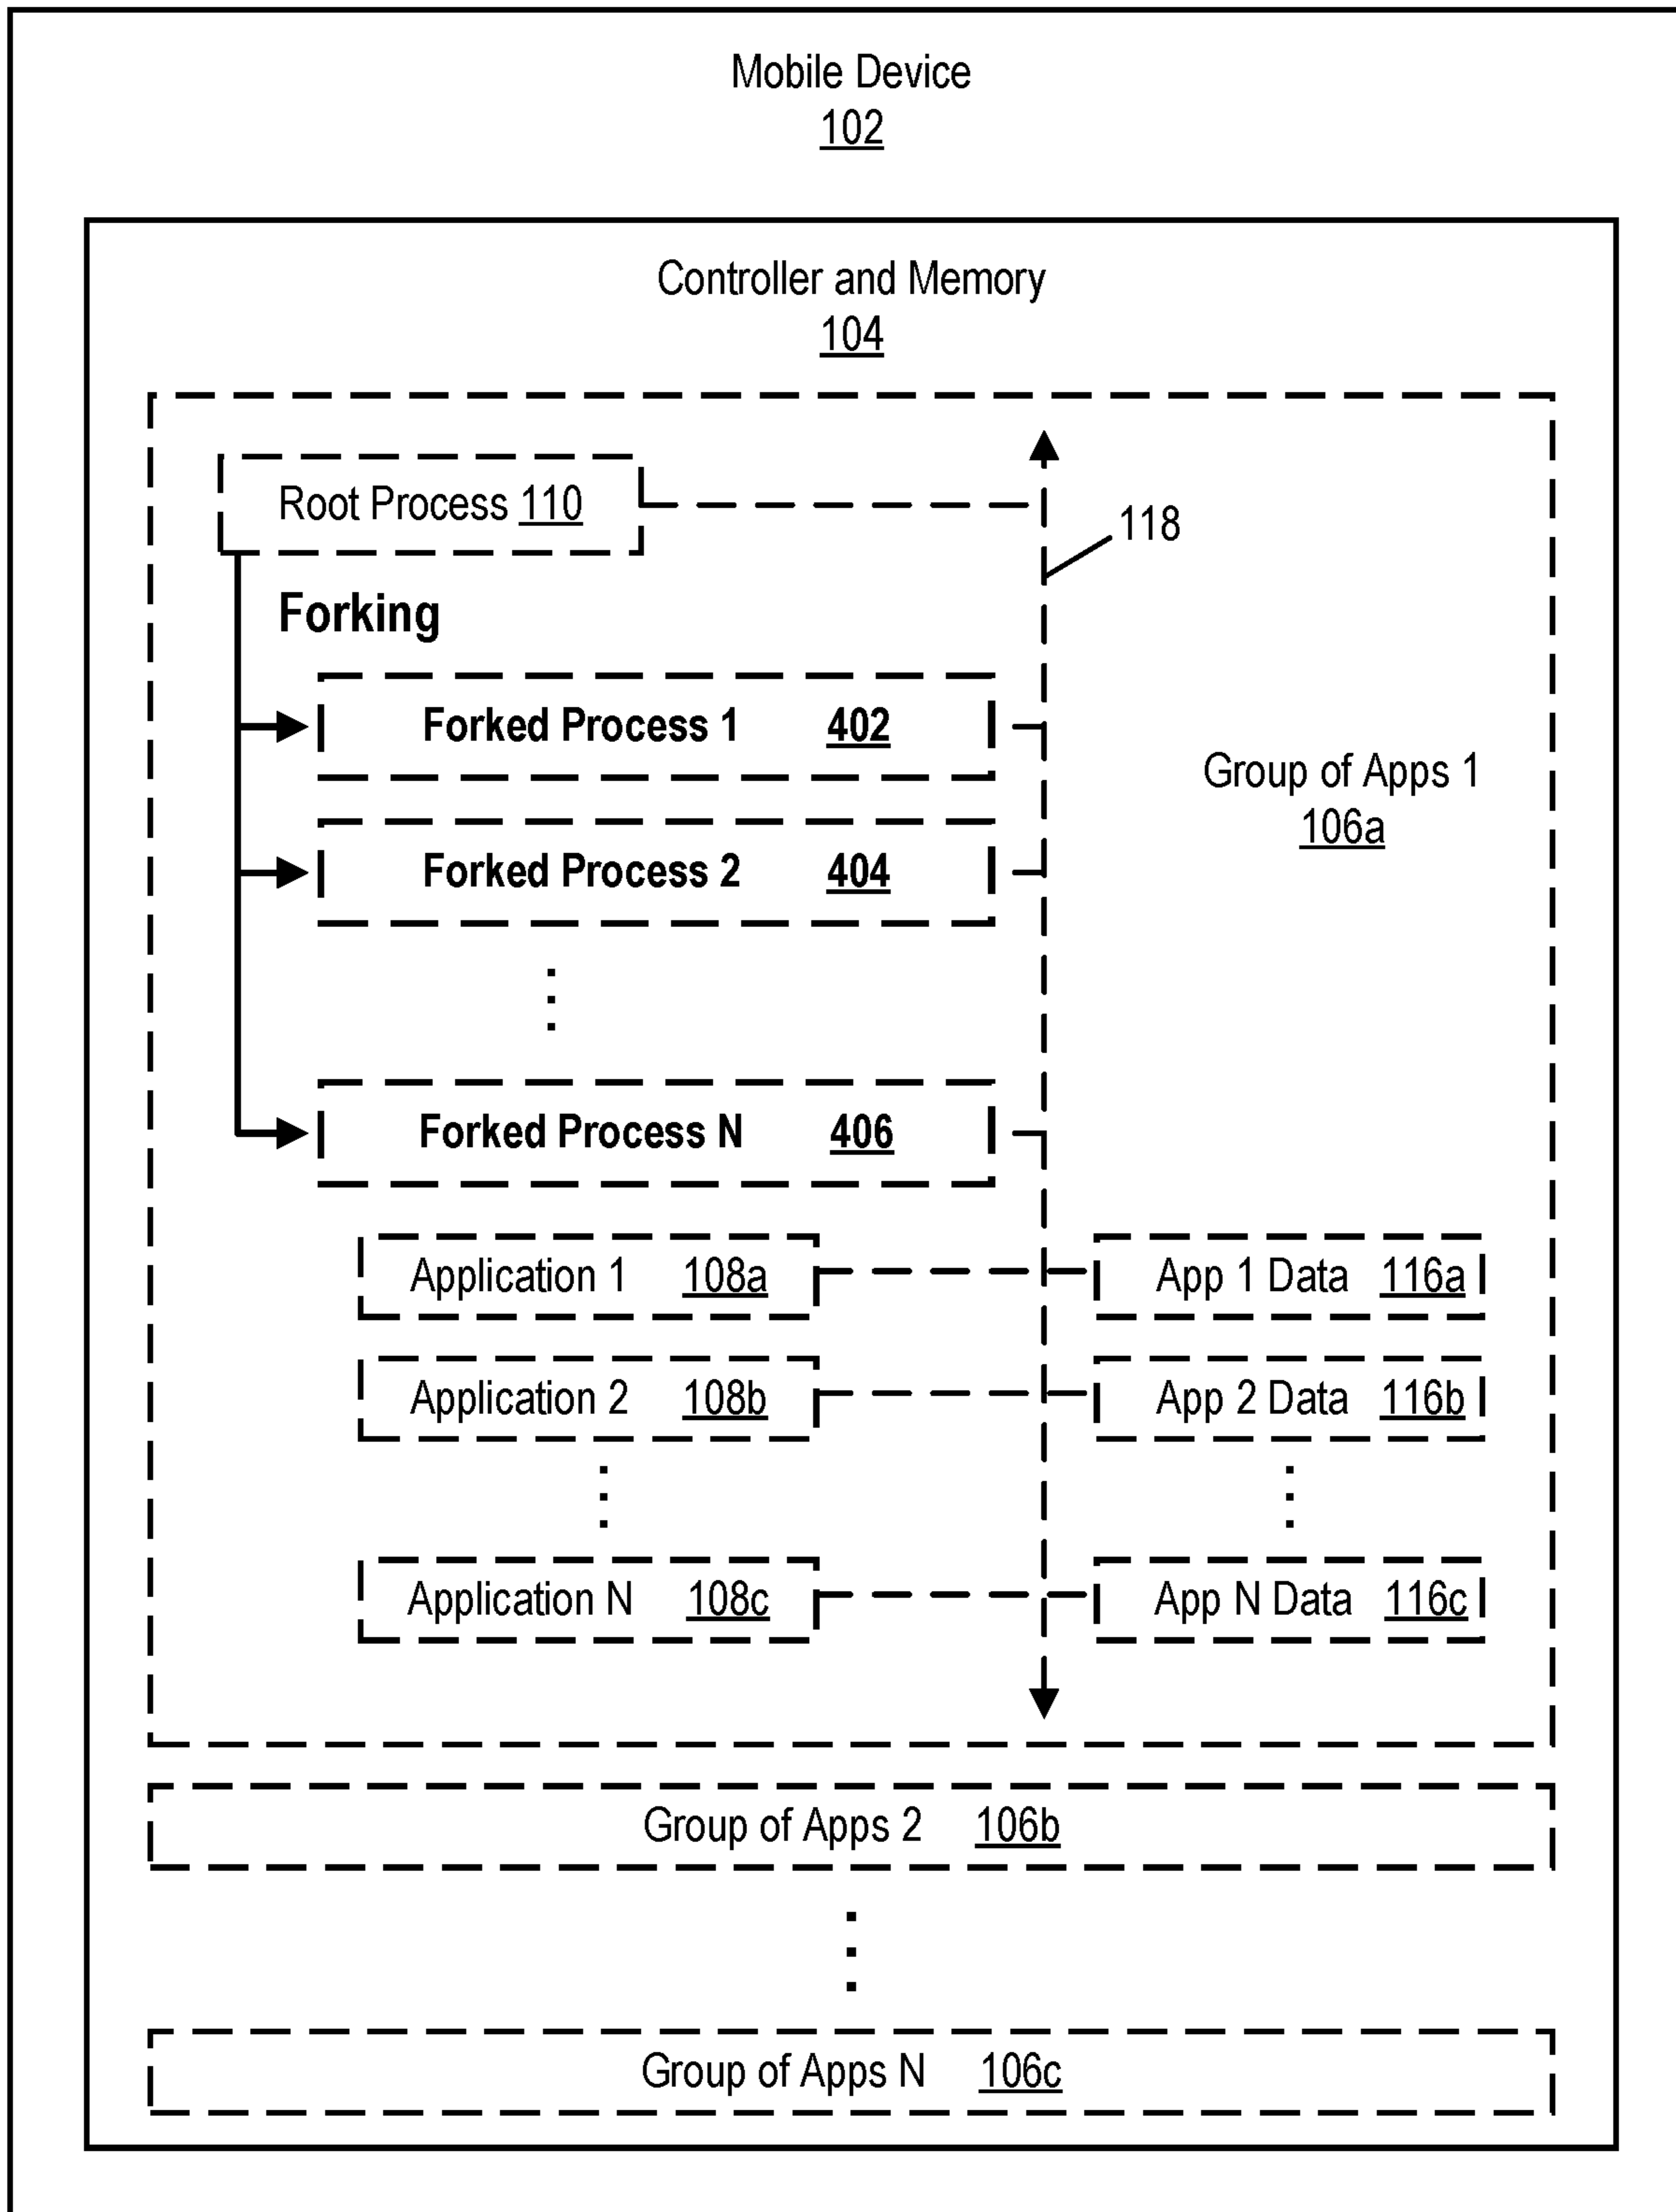 Mobile Device
102
Controller and Memory
104
Root Process 110
118
Forking
Forked Process 1 402
Group of Apps 1
106a
Forked Process 2 404
Forked Process N 406
Application 1 108a
App 1 Data 116a
Application 2 108b
App 2 Data 116b
Application N 108c
App N Data 116c
Group of Apps 2 106b
Group of Apps N 106c